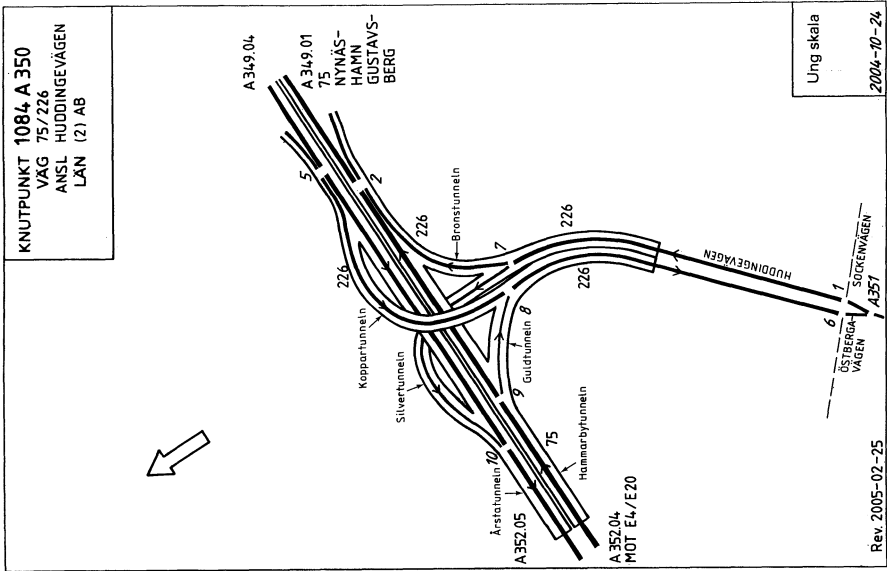 KNUTPUNKT 1084 A 350
VÄG 75/226
ANSL HUDDINGEVÄGEN
LÄN (2) AB
A 349.04
A 349.01
75
NYNÄS-
HAMN
GUSTAVS-
BERG
5
2
226
226
Bronstunneln
7
226
226
Koppartunneln
Silvertunneln
8
Guldtunneln
9
10
75
Årstatunneln
Hammarbytunneln
A 352.05
A 352.04
MOT E4/E20
HUDDINGEVÄGEN
1
6
SOCKENVÄGEN
A351
ÖSTBERGA-
VÄGEN
Ung skala
2004-10-24
Rev. 2005-02-25